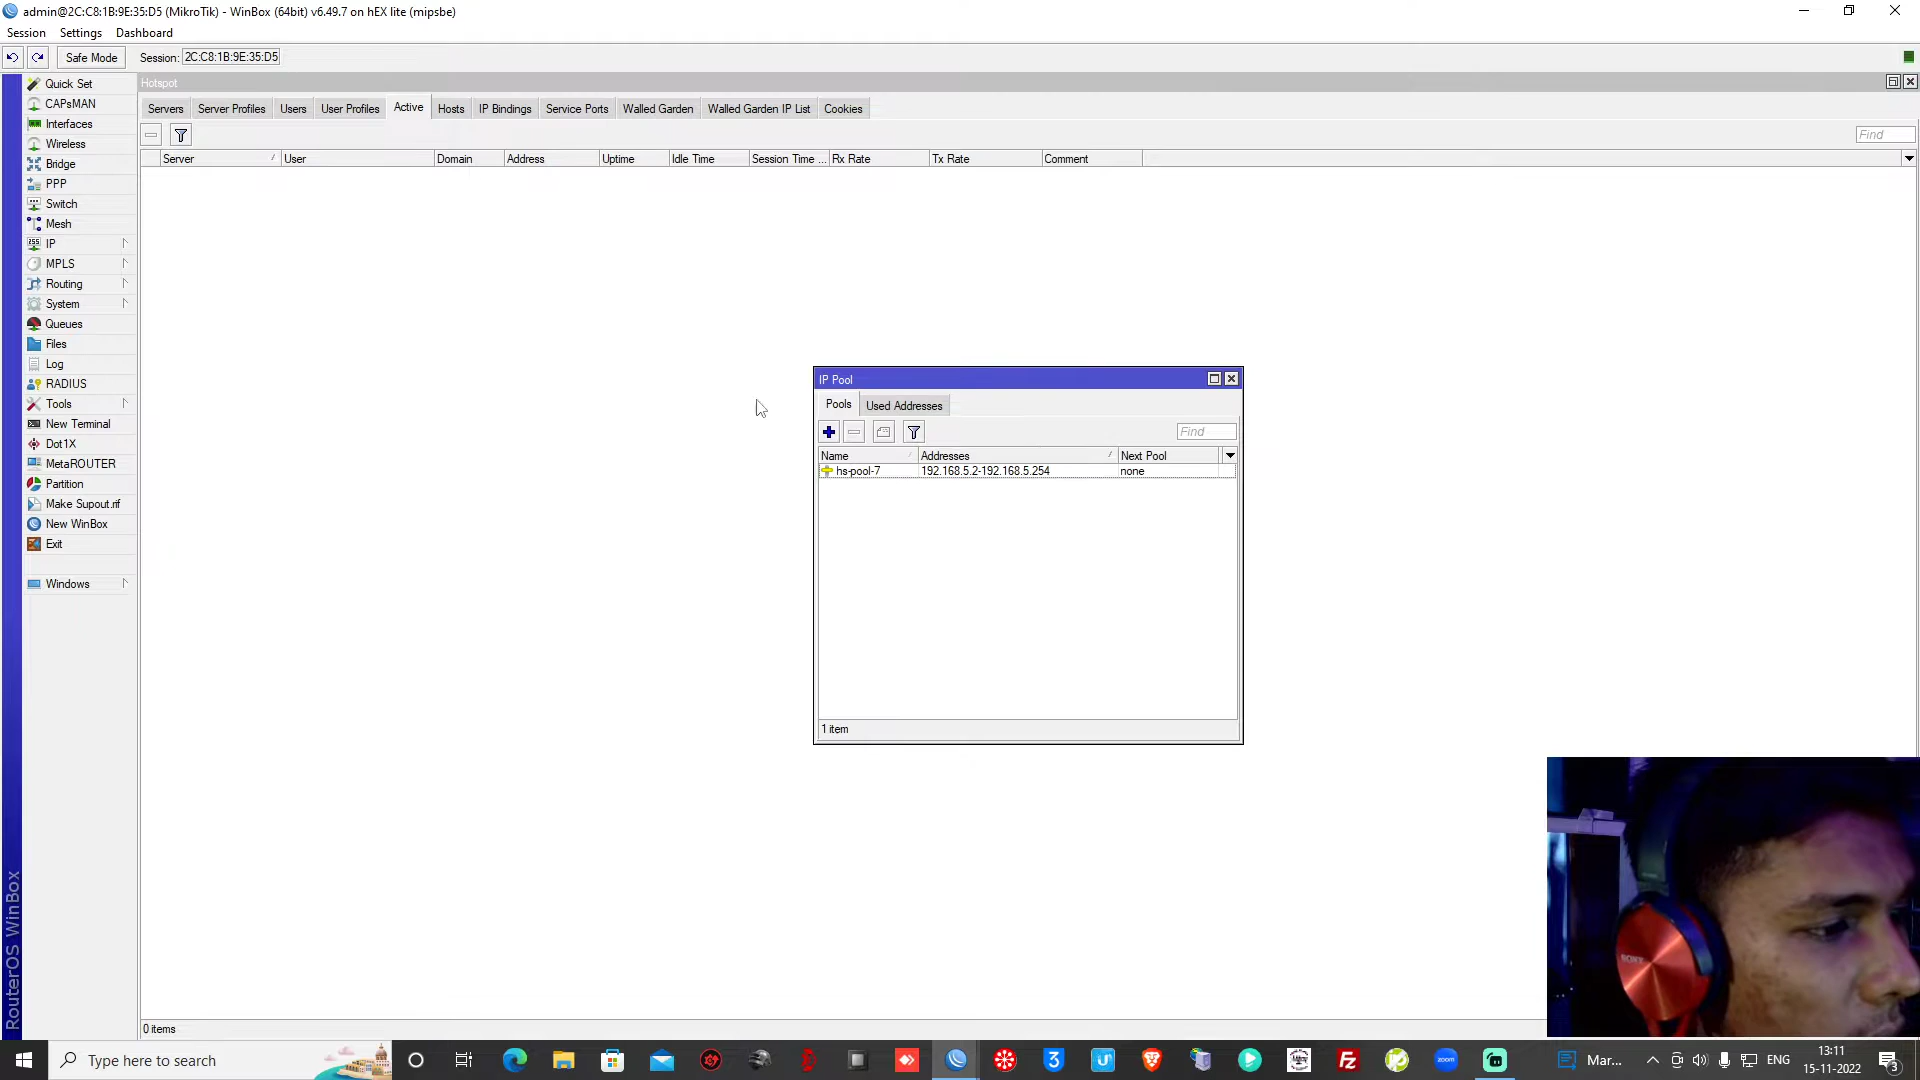 admin@2C:C8:1B:9E:35:D5 (MikroTik) - WinBox (64bit) v6.49.7 on hEX lite (mipsbe)
Session Settings Dashboard
Safe Mode Session: 2C:C8:1B:9E:35:D5
Quick Set
CAPsMAN
Interfaces
Wireless
Bridge
PPP
Switch
Mesh
IP
MPLS
Routing
System
Queues
Files
Log
RADIUS
Tools
New Terminal
Dot1X
MetaROUTER
Partition
Make Supout.rif
New WinBox
Exit
Windows
RouterOS WinBox
Hotspot
Servers Server Profiles Users User Profiles Active Hosts IP Bindings Service Ports Walled Garden Walled Garden IP List Cookies
Find
Server User Domain Address Uptime Idle Time Session Time ... Rx Rate Tx Rate Comment
IP Pool
Pools Used Addresses
Find
Name Addresses Next Pool
hs-pool-7 192.168.5.2-192.168.5.254 none
1 item
SONY
0 items
Type here to search
Mar...
ENG
13:11
15-11-2022
3